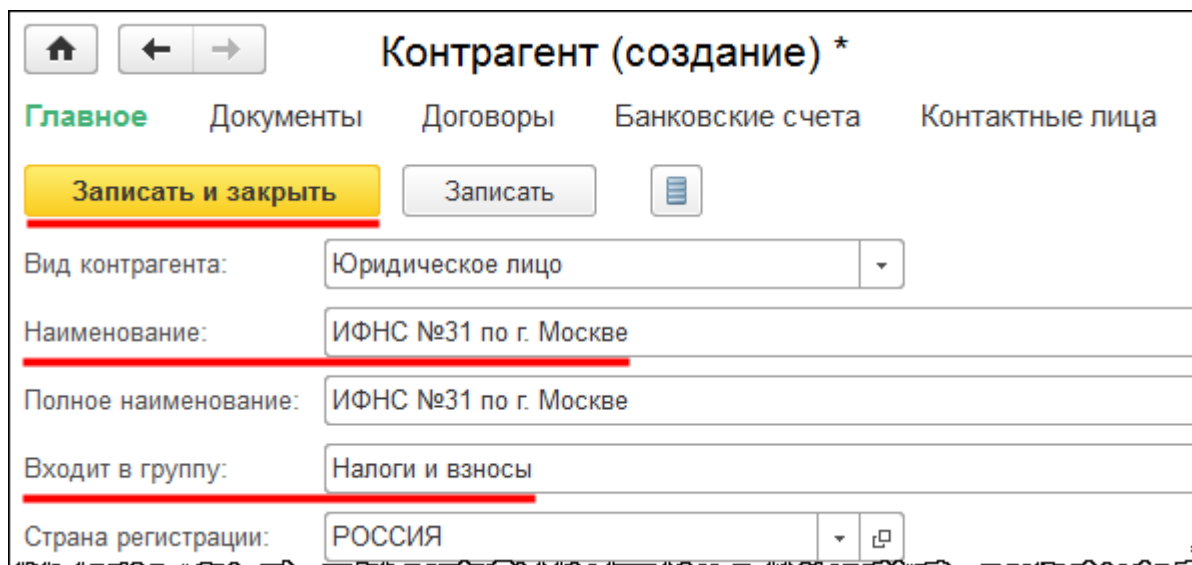 Контрагент (создание) *
Главное Документы Договоры Банковские счета Контактные лица
Записать и закрыть Записать
Вид контрагента: Юридическое лицо
Наименование: ИФНС №31 по г. Москве
Полное наименование: ИФНС №31 по г. Москве
Входит в группу: Налоги и взносы
Страна регистрации: РОССИЯ